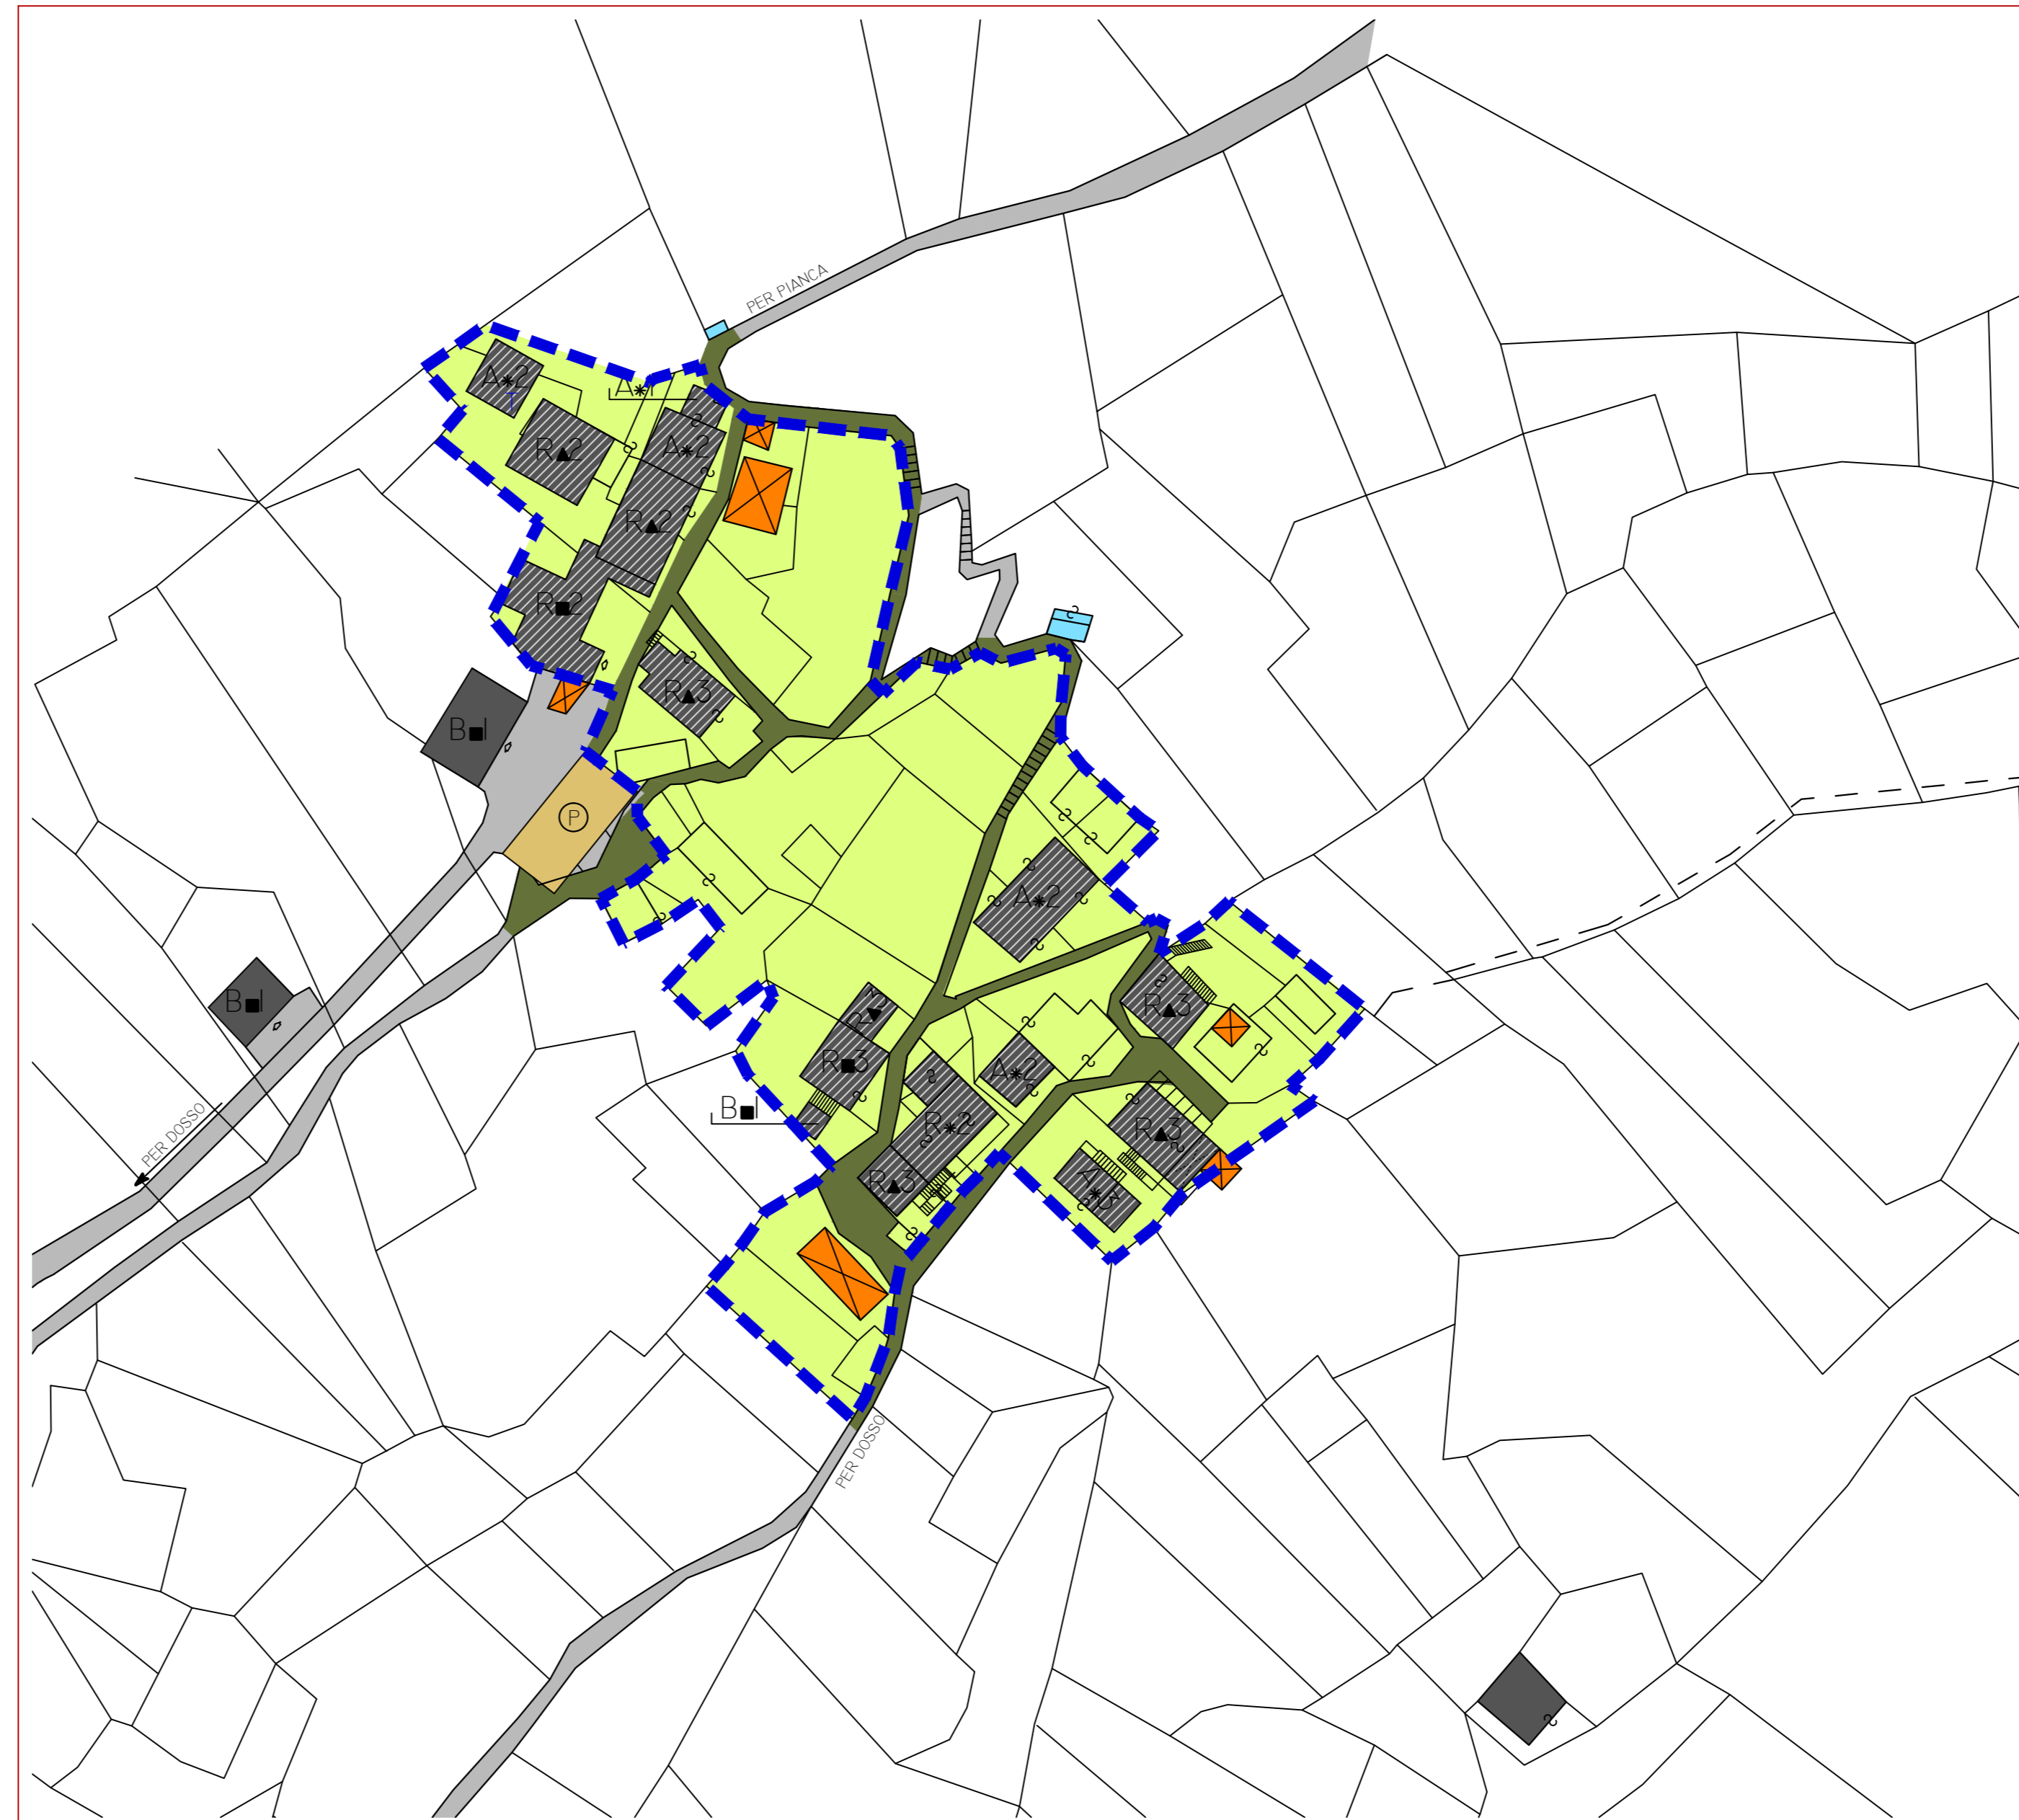 PER PIANCA
A✱2
A✱1
R▲2
A✱2
R▲2
R■2
R▲3
B■I
P
A✱2
B■I
R▲3
R■3
A✱2
PER DOSSO
B■I
R✱2
R▲3
R▲3
PER DOSSO